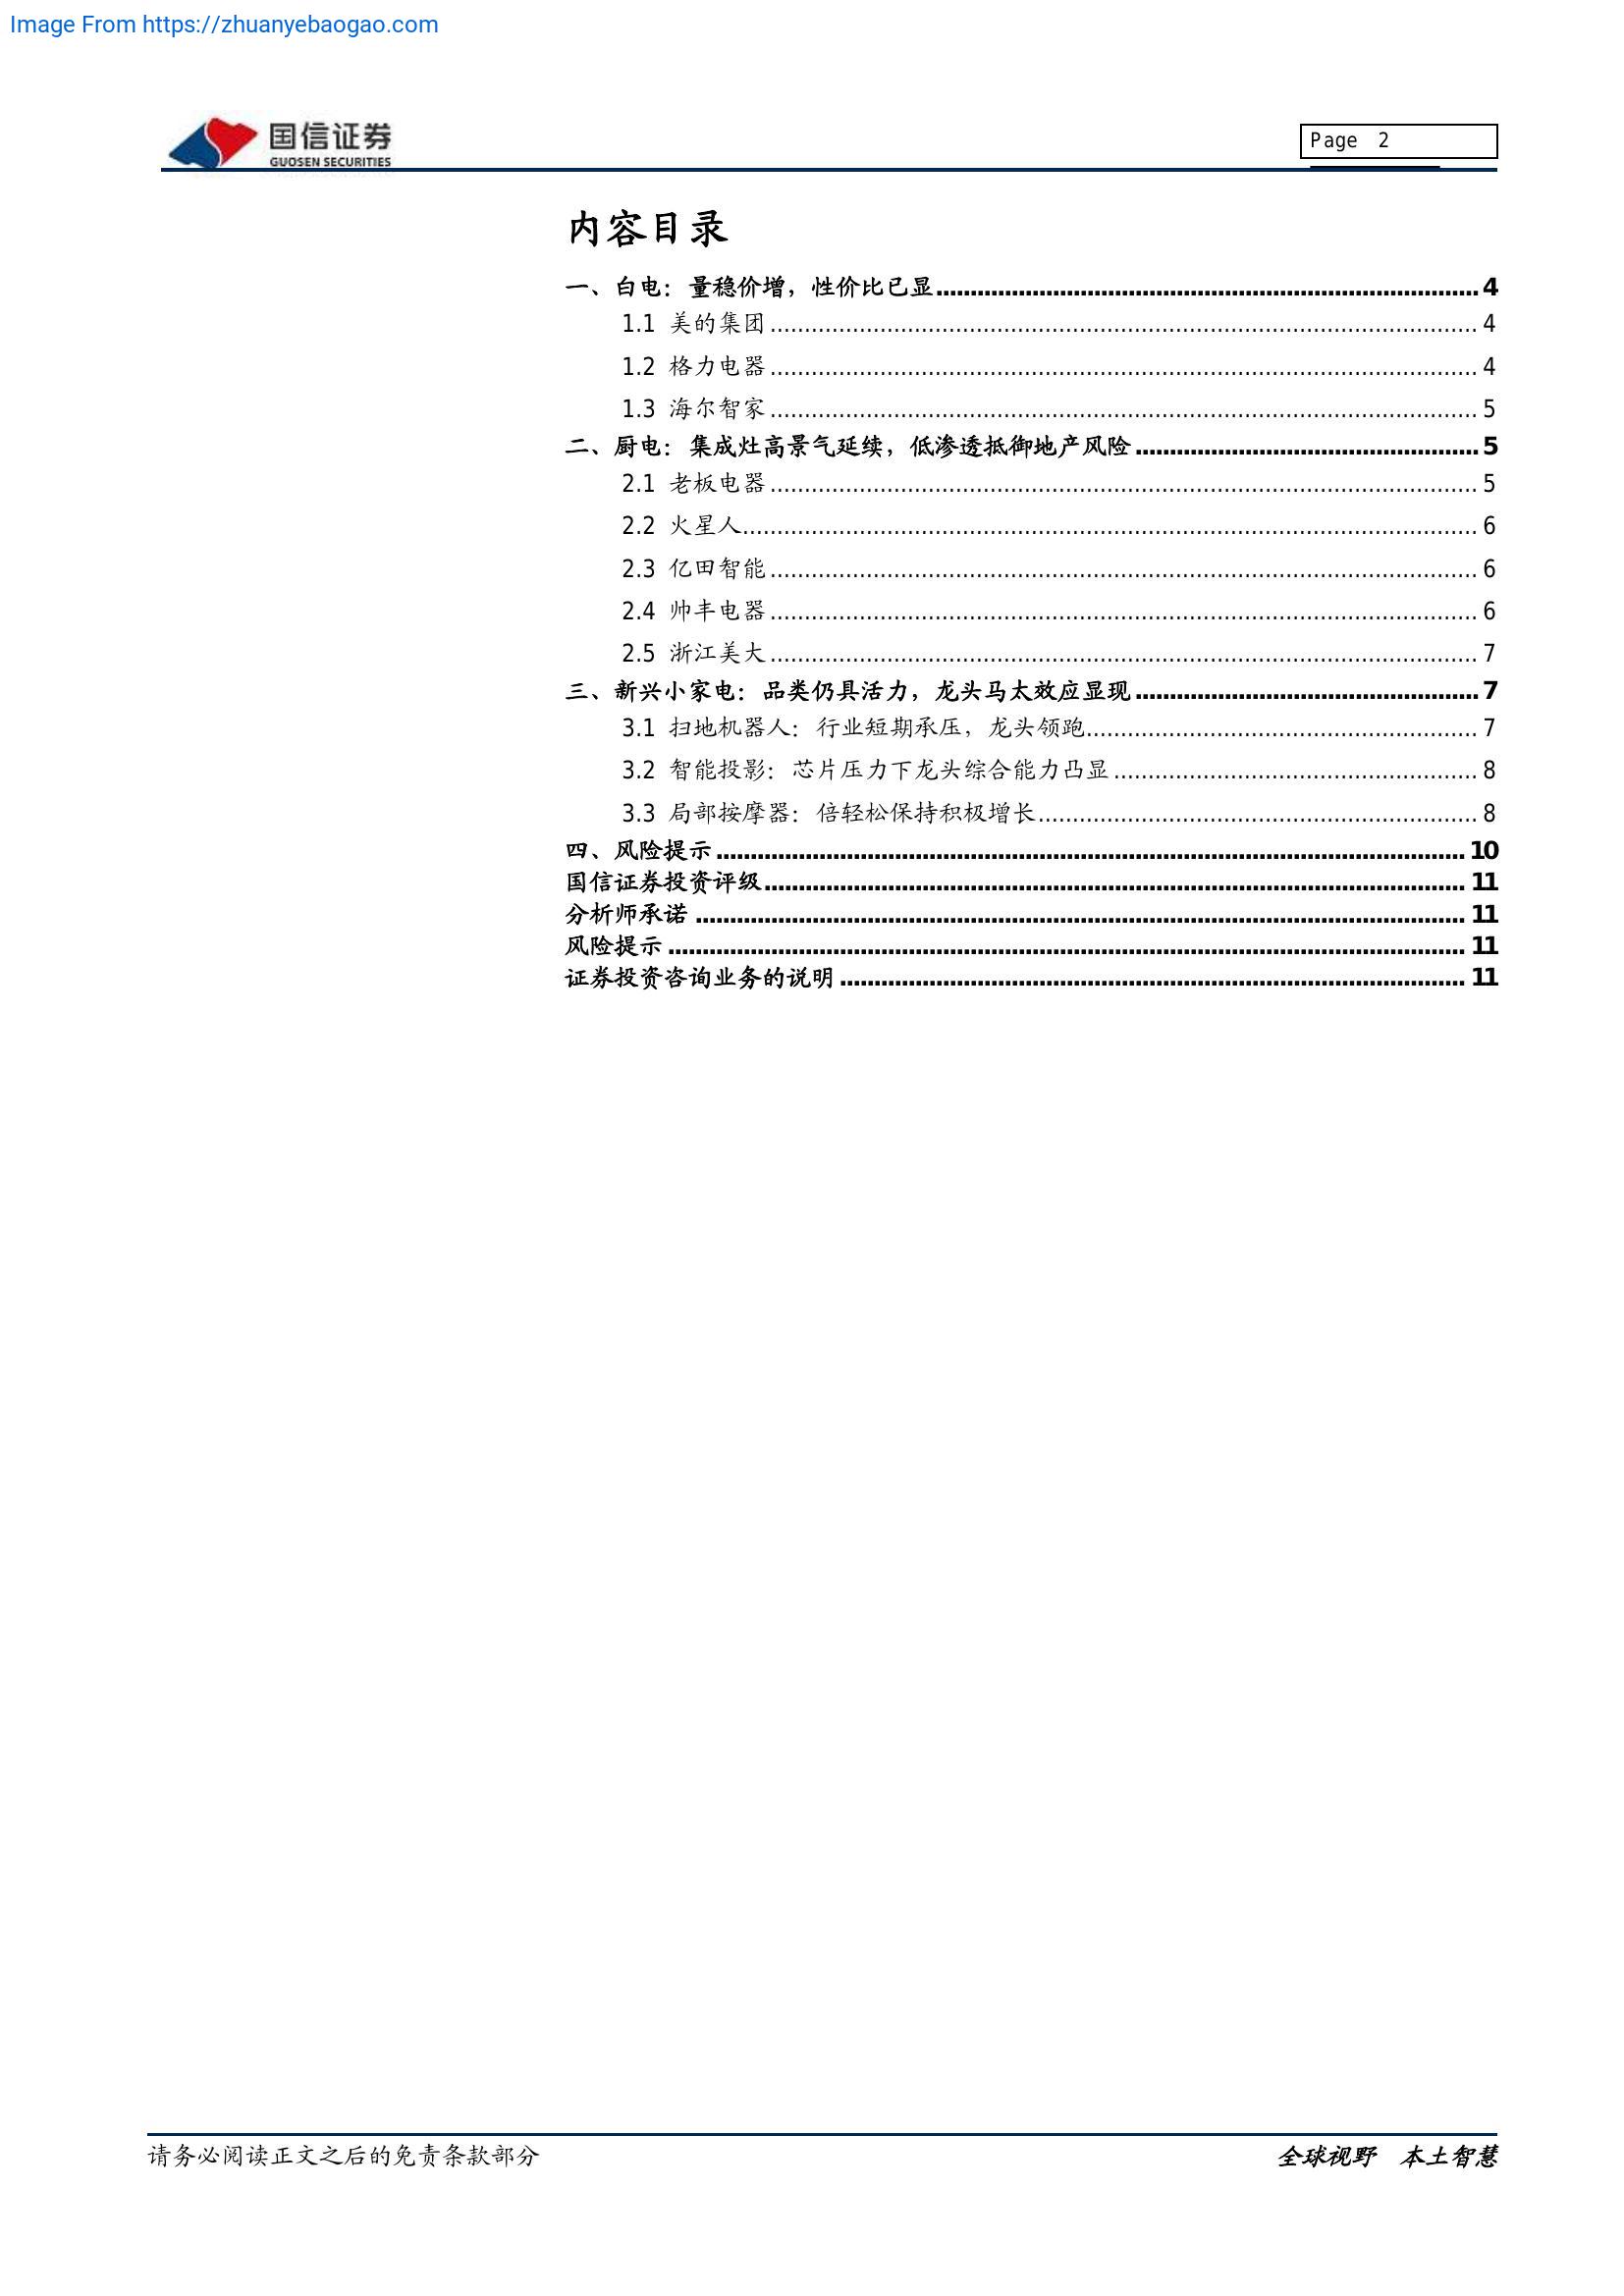 Image From https://zhuanyebaogao.com
国信证券
GUOSEN SECURITIES
Page 2
内容目录
一、白电：量稳价增，性价比已显........................................ 4
1.1 美的集团........................................ 4
1.2 格力电器........................................ 4
1.3 海尔智家........................................ 5
二、厨电：集成灶高景气延续，低渗透抵御地产风险........................................ 5
2.1 老板电器........................................ 5
2.2 火星人........................................ 6
2.3 亿田智能........................................ 6
2.4 帅丰电器........................................ 6
2.5 浙江美大........................................ 7
三、新兴小家电：品类仍具活力，龙头马太效应显现........................................ 7
3.1 扫地机器人：行业短期承压，龙头领跑........................................ 7
3.2 智能投影：芯片压力下龙头综合能力凸显........................................ 8
3.3 局部按摩器：倍轻松保持积极增长........................................ 8
四、风险提示........................................ 10
国信证券投资评级........................................ 11
分析师承诺........................................ 11
风险提示........................................ 11
证券投资咨询业务的说明........................................ 11
请务必阅读正文之后的免责条款部分
全球视野 本土智慧